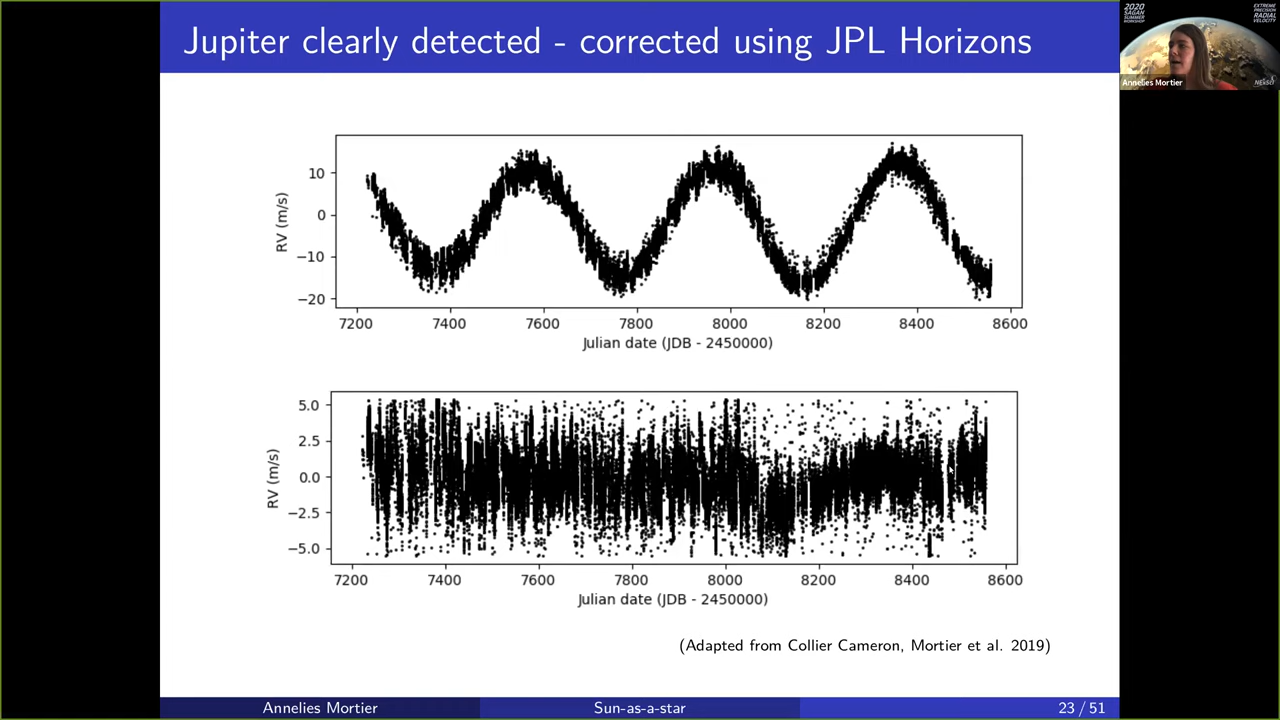 Jupiter clearly detected - corrected using JPL Horizons
2020
SAGAN
SUMMER
WORKSHOP
EXTREME
PRECISION
RADIAL
VELOCITY
Annelies Mortier
NExScI
10
0
−10
−20
RV (m/s)
7200 7400 7600 7800 8000 8200 8400 8600
Julian date (JDB - 2450000)
5.0
2.5
0.0
−2.5
−5.0
RV (m/s)
7200 7400 7600 7800 8000 8200 8400 8600
Julian date (JDB - 2450000)
(Adapted from Collier Cameron, Mortier et al. 2019)
Annelies Mortier Sun-as-a-star 23 / 51